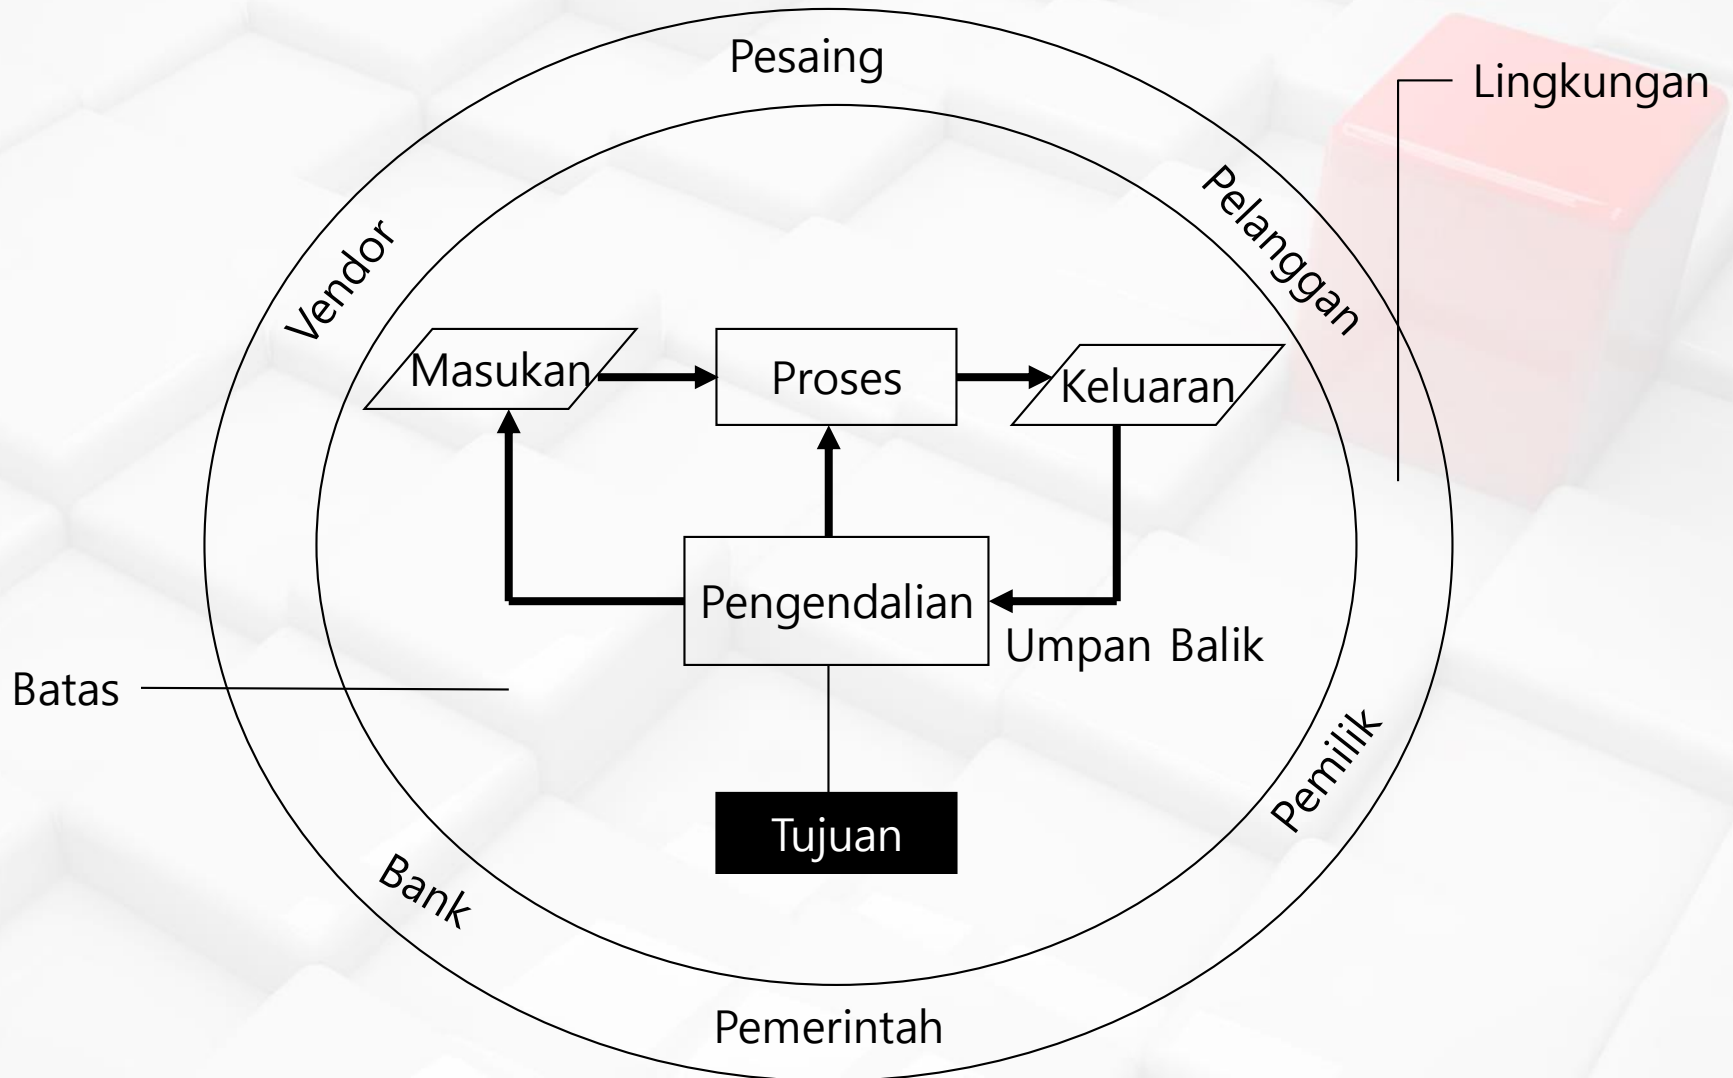 Pesaing
Lingkungan
Pelanggan
Vendor
Masukan
Proses
Keluaran
Pengendalian
Umpan Balik
Batas
Pemilik
Tujuan
Bank
Pemerintah